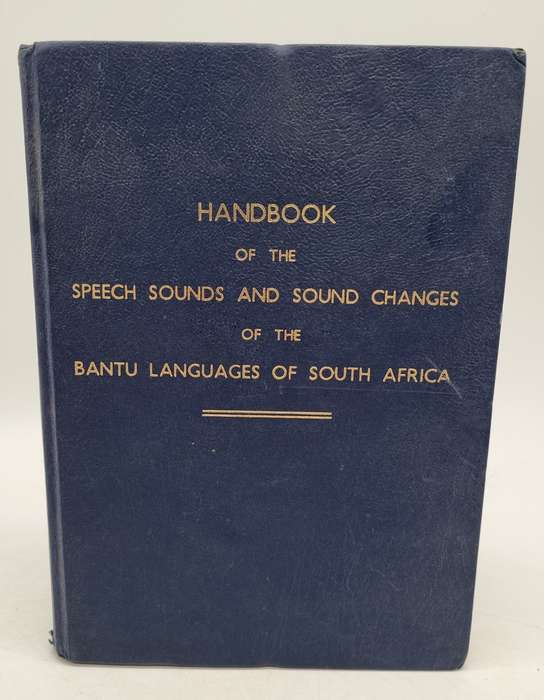 HANDBOOK
OF THE
SPEECH SOUNDS AND SOUND CHANGES
OF THE
BANTU LANGUAGES OF SOUTH AFRICA